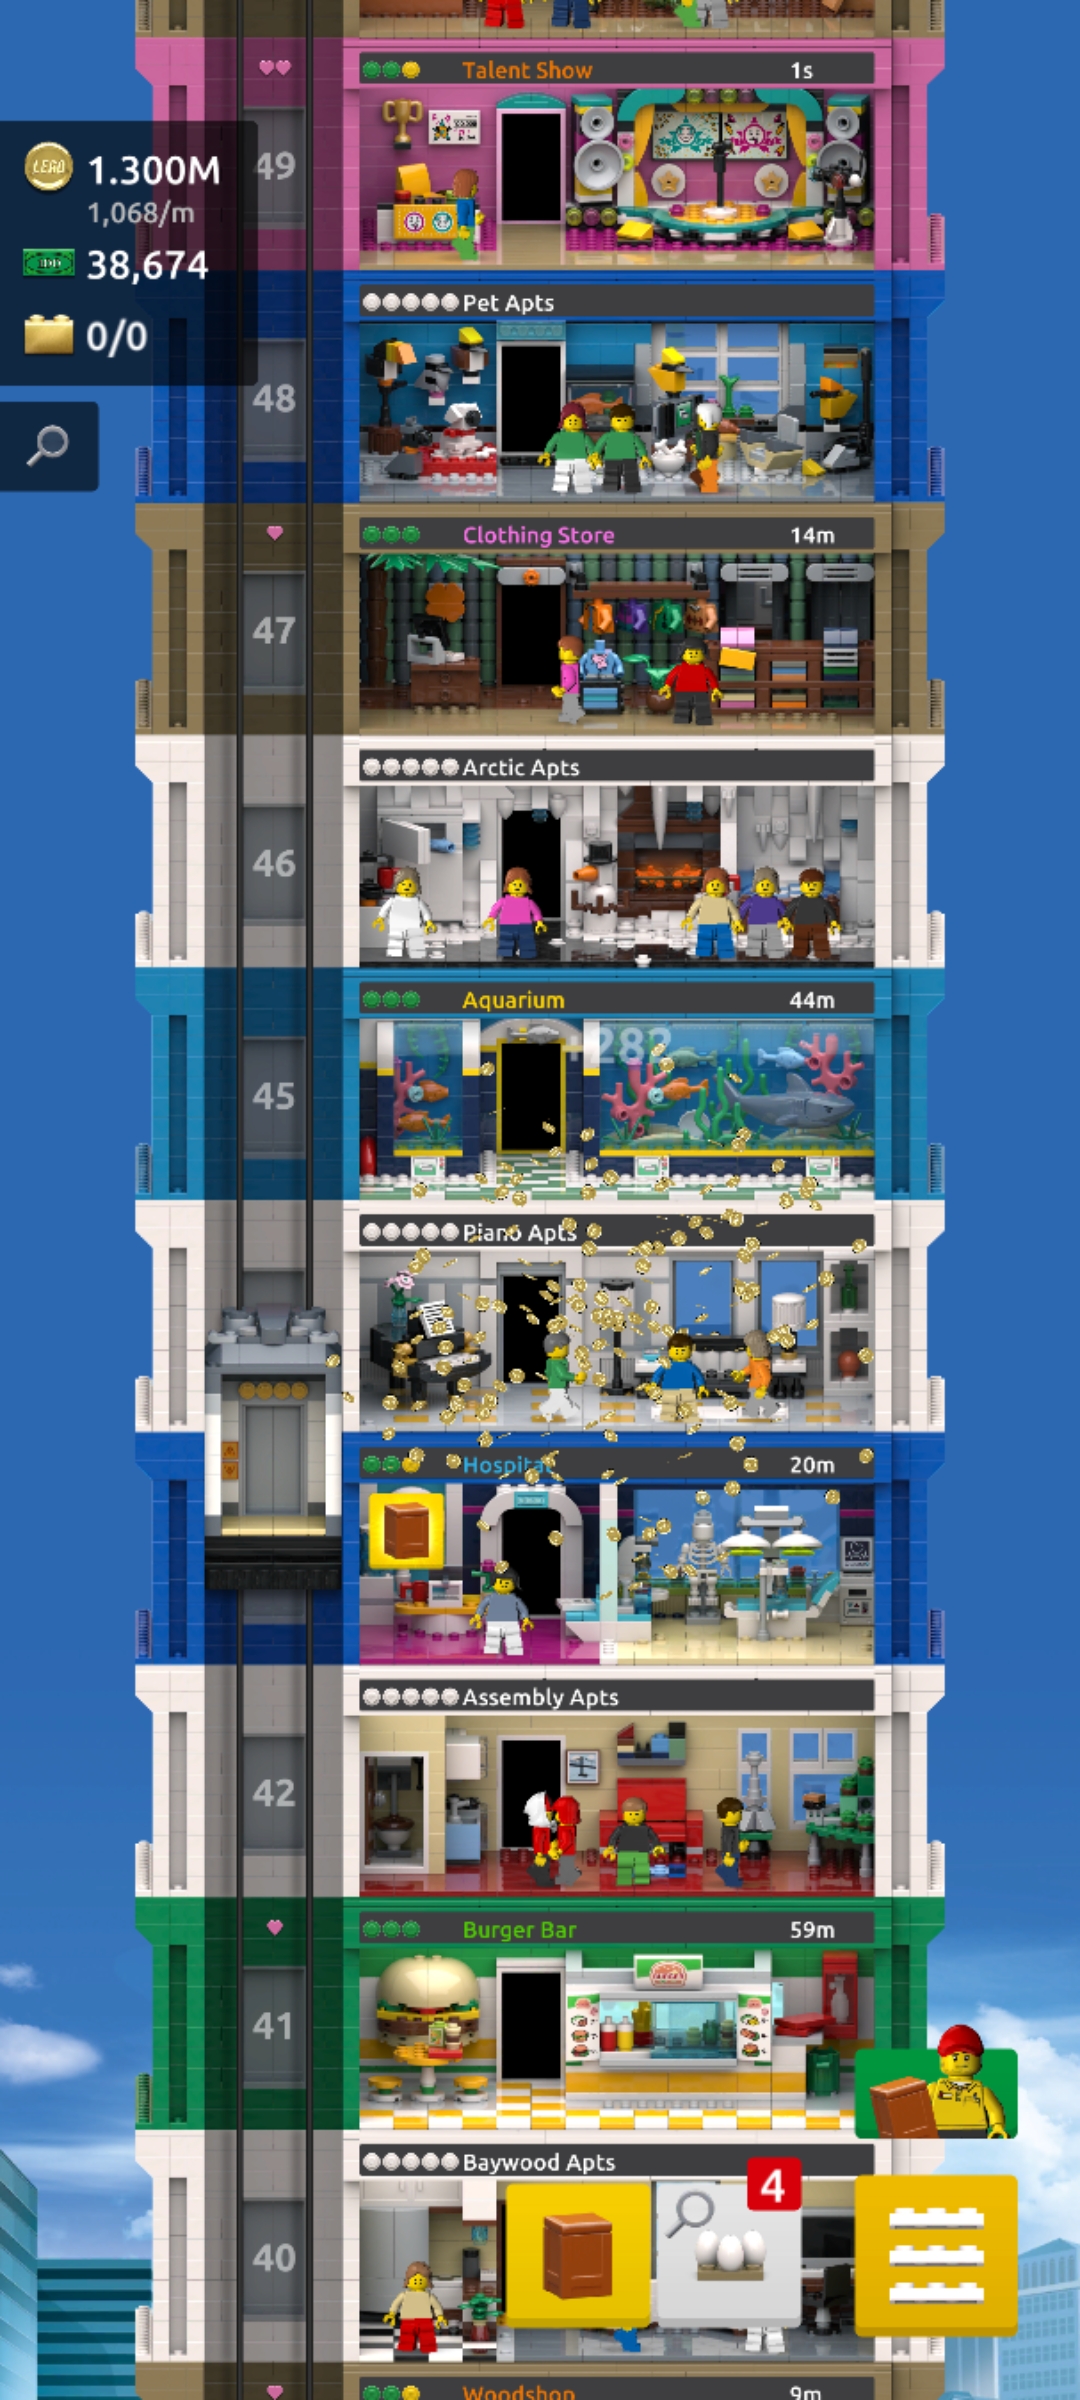 Talent Show 1s
49
LEGO 1.300M
1,068/m
38,674
0/0
Pet Apts
48
Clothing Store 14m
47
Arctic Apts
46
Aquarium 44m
45
Piano Apts
Hospital 20m
Assembly Apts
42
Burger Bar 59m
41
Baywood Apts
4
40
Woodshop 9m